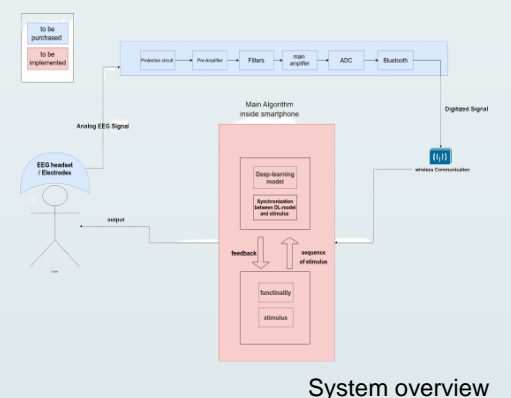 to be
purchased
to be
implemented
Protection circuit
Pre-Amplifier
Filters
main
amplifier
ADC
Bluetooth
Main Algorithm
inside smartphone
Digitized Signal
Analog EEG Signal
wireless Communication
EEG headset
/ Electrodes
Deep-learning
model
Synchronization
between DL-model
and stimulus
output
feedback
sequence
of stimulus
User
functinality
stimulus
System overview